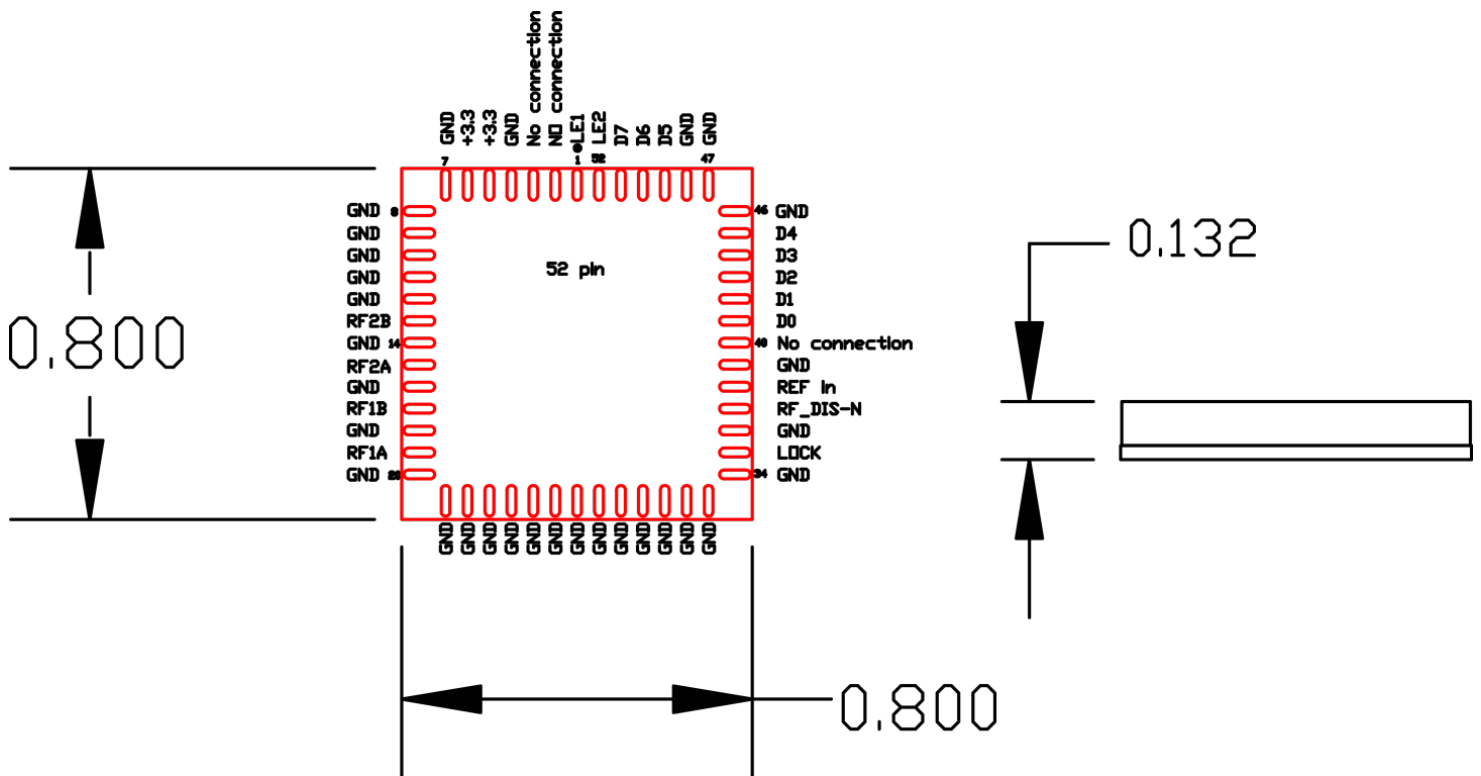 GND
+3.3
+3.3
GND
No connection
NO connection
LE1
LE2
D7
D6
D5
GND
GND
7
1
52
47
GND 8
GND
GND
GND
GND
RF2B
GND 14
RF2A
GND
RF1B
GND
RF1A
GND 20
52 pin
46 GND
D4
D3
D2
D1
D0
40 No connection
GND
REF in
RF_DIS-N
GND
LOCK
34 GND
GND
GND
GND
GND
GND
GND
GND
GND
GND
GND
GND
GND
GND
0.800
0.800
0.132